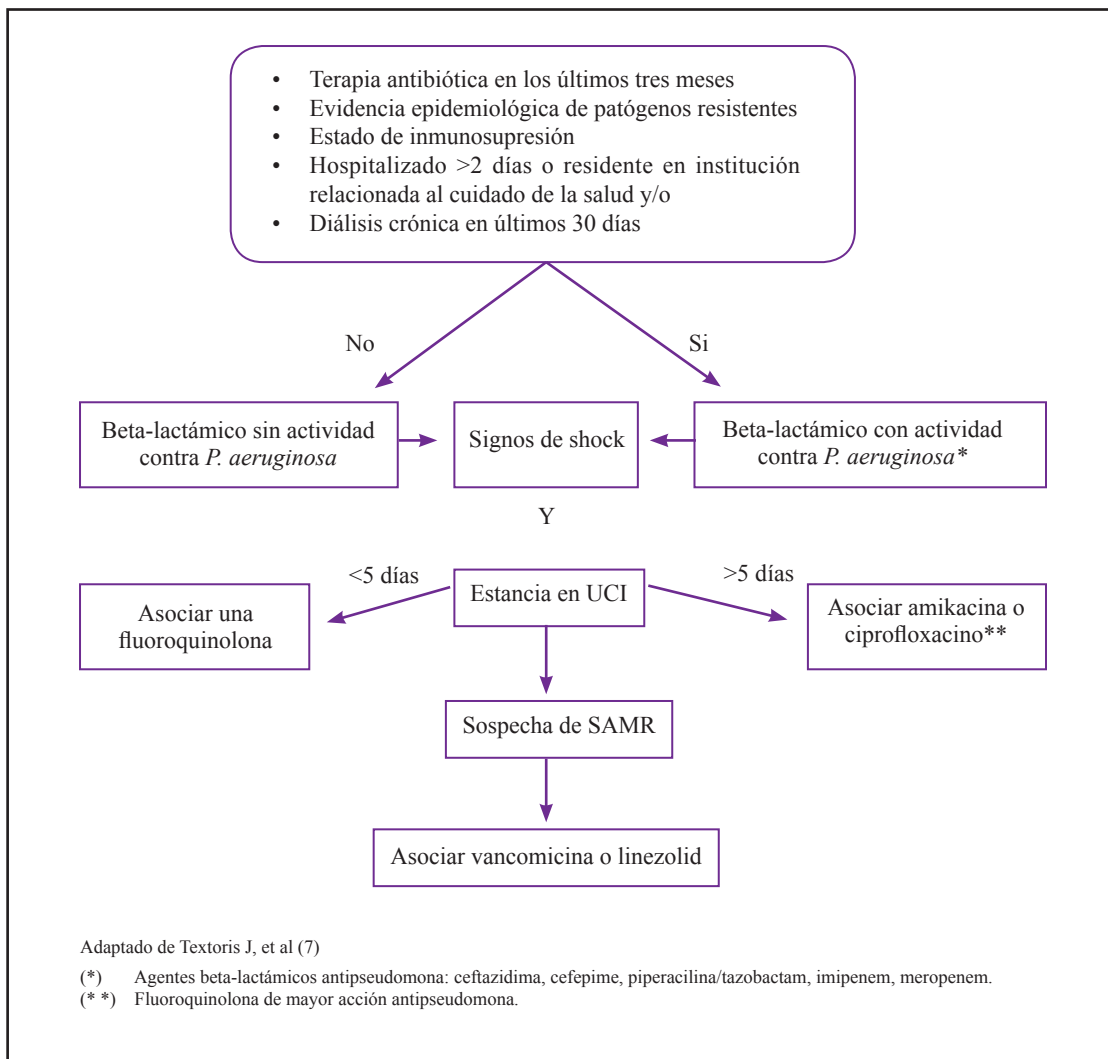 • Terapia antibiótica en los últimos tres meses
• Evidencia epidemiológica de patógenos resistentes
• Estado de inmunosupresión
• Hospitalizado >2 días o residente en institución
relacionada al cuidado de la salud y/o
• Diálisis crónica en últimos 30 días
No
Si
Beta-lactámico sin actividad
contra P. aeruginosa
Signos de shock
Beta-lactámico con actividad
contra P. aeruginosa*
Y
<5 días
>5 días
Asociar una
fluoroquinolona
Estancia en UCI
Asociar amikacina o
ciprofloxacino**
Sospecha de SAMR
Asociar vancomicina o linezolid
Adaptado de Textoris J, et al (7)
(*) Agentes beta-lactámicos antipseudomona: ceftazidima, cefepime, piperacilina/tazobactam, imipenem, meropenem.
(* *) Fluoroquinolona de mayor acción antipseudomona.